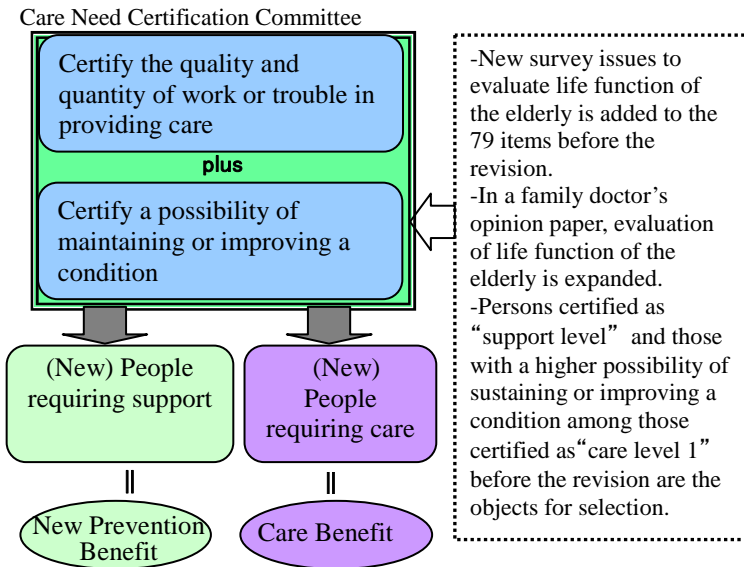 Care Need Certification Committee
Certify the quality and
quantity of work or trouble in
providing care
plus
Certify a possibility of
maintaining or improving a
condition
(New) People
requiring support
(New)
People
requiring care
New Prevention
Benefit
Care Benefit
-New survey issues to
evaluate life function of
the elderly is added to the
79 items before the
revision.
-In a family doctor's
opinion paper, evaluation
of life function of the
elderly is expanded.
-Persons certified as
“support level” and those
with a higher possibility of
sustaining or improving a
condition among those
certified as“care level 1”
before the revision are the
objects for selection.